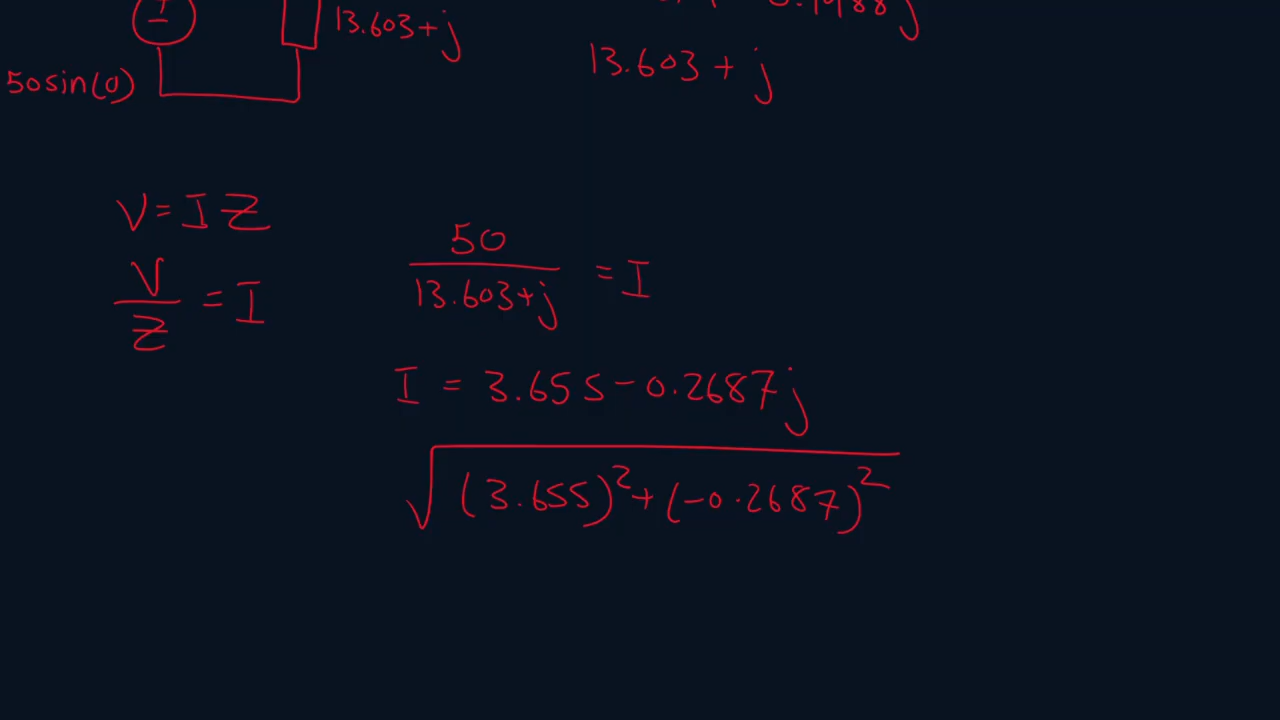 13.603+j
13.603 + j
50sin(0)
V = I Z
V/Z = I
50/(13.603+j) = I
I = 3.655 - 0.2687j
√((3.655)² + (-0.2687)²)